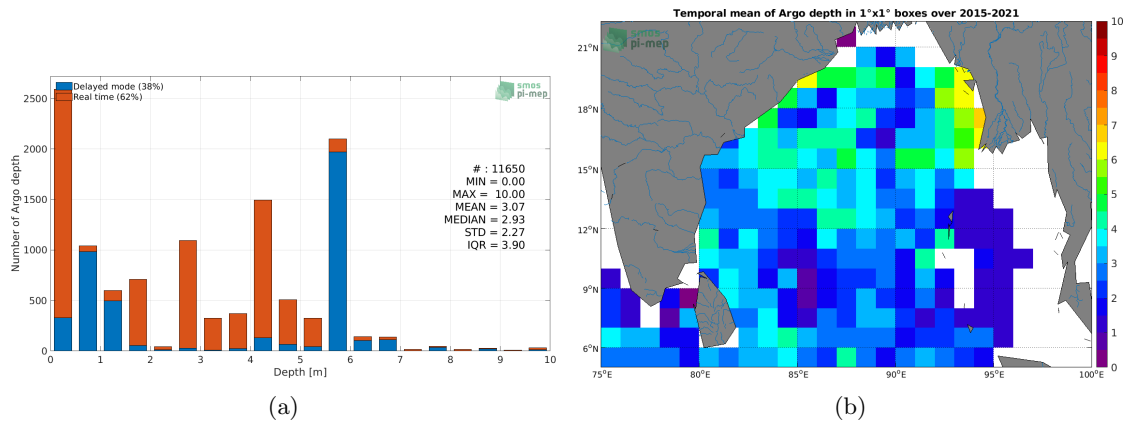 Temporal mean of Argo depth in 1°x1° boxes over 2015-2021
Delayed mode (38%)
Real time (62%)
smos
pi-mep
# : 11650
MIN = 0.00
MAX = 10.00
MEAN = 3.07
MEDIAN = 2.93
STD = 2.27
IQR = 3.90
Number of Argo depth
2500
2000
1500
1000
500
0
0 1 2 3 4 5 6 7 8 9 10
Depth [m]
(a)
smos
pi-mep
21°N
18°N
15°N
12°N
9°N
6°N
75°E 80°E 85°E 90°E 95°E 100°E
10
9
8
7
6
5
4
3
2
1
0
(b)